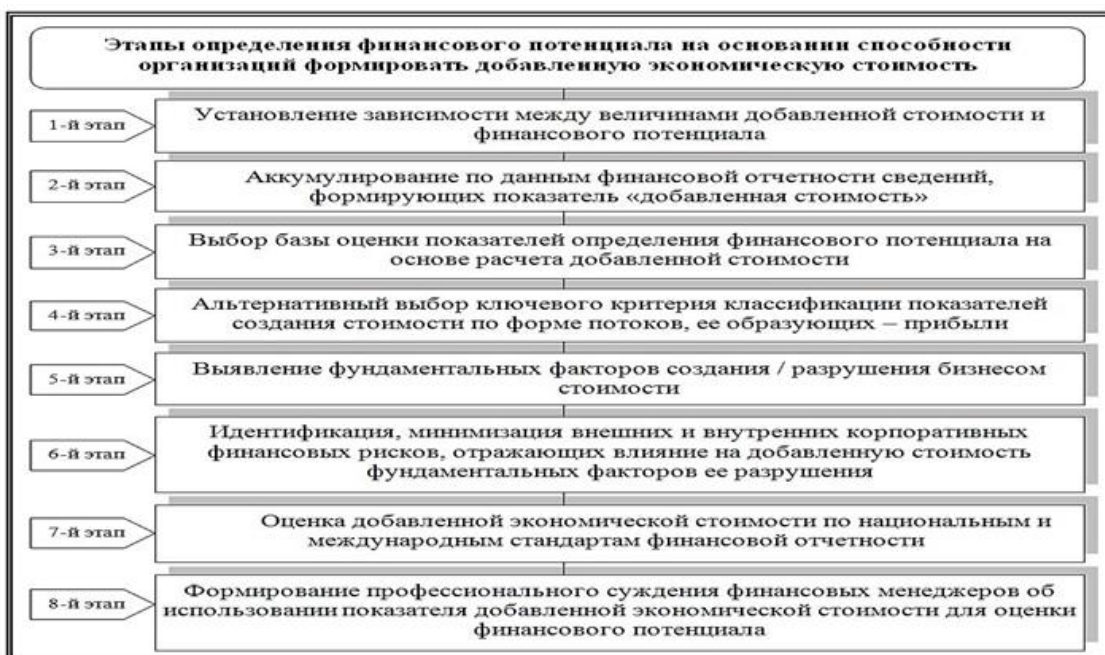 Этапы определения финансового потенциала на основании способности
организаций формировать добавленную экономическую стоимость
1-й этап
Установление зависимости между величинами добавленной стоимости и
финансового потенциала
2-й этап
Аккумулирование по данным финансовой отчетности сведений,
формирующих показатель «добавленная стоимость»
3-й этап
Выбор базы оценки показателей определения финансового потенциала на
основе расчета добавленной стоимости
4-й этап
Альтернативный выбор ключевого критерия классификации показателей
создания стоимости по форме потоков, ее образующих – прибыли
5-й этап
Выявление фундаментальных факторов создания / разрушения бизнесом
стоимости
6-й этап
Идентификация, минимизация внешних и внутренних корпоративных
финансовых рисков, отражающих влияние на добавленную стоимость
фундаментальных факторов ее разрушения
7-й этап
Оценка добавленной экономической стоимости по национальным и
международным стандартам финансовой отчетности
8-й этап
Формирование профессионального суждения финансовых менеджеров об
использовании показателя добавленной экономической стоимости для оценки
финансового потенциала